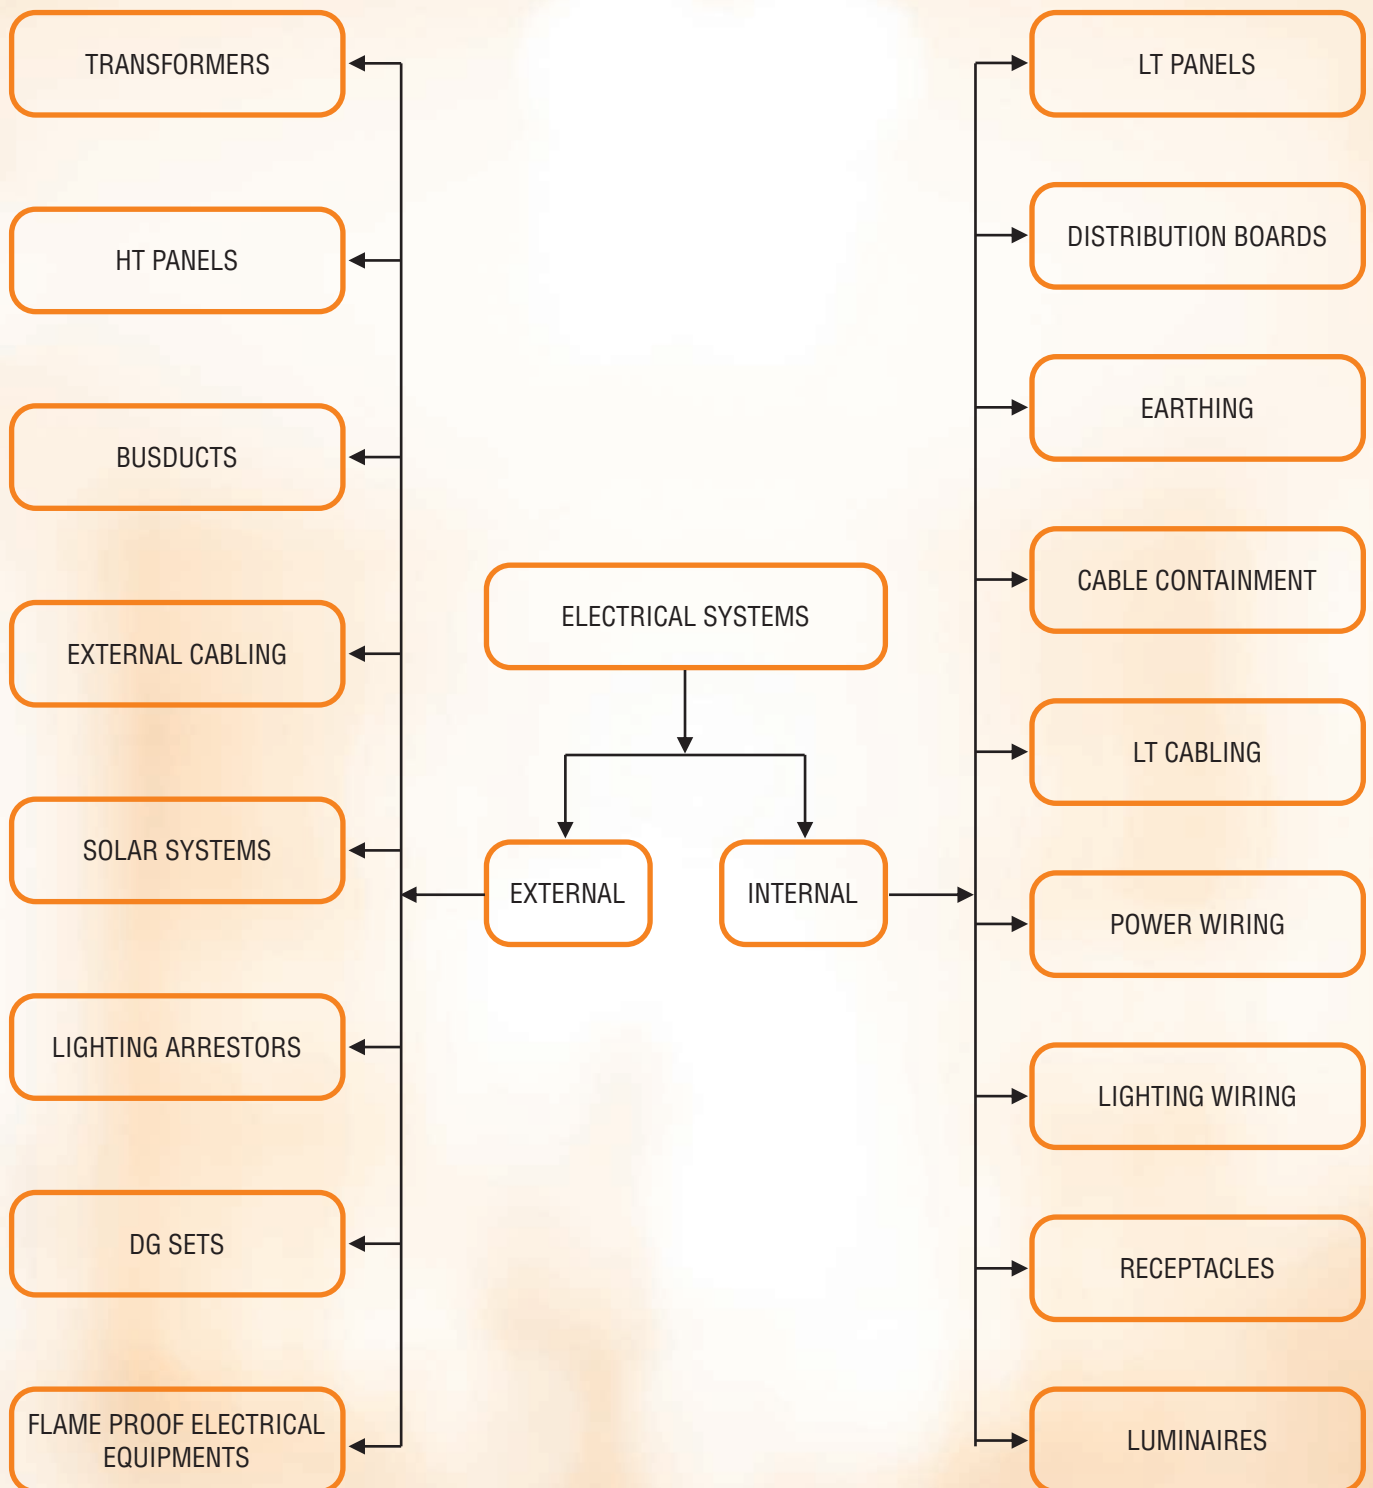 TRANSFORMERS
HT PANELS
BUSDUCTS
EXTERNAL CABLING
SOLAR SYSTEMS
LIGHTING ARRESTORS
DG SETS
FLAME PROOF ELECTRICAL
EQUIPMENTS
ELECTRICAL SYSTEMS
EXTERNAL
INTERNAL
LT PANELS
DISTRIBUTION BOARDS
EARTHING
CABLE CONTAINMENT
LT CABLING
POWER WIRING
LIGHTING WIRING
RECEPTACLES
LUMINAIRES